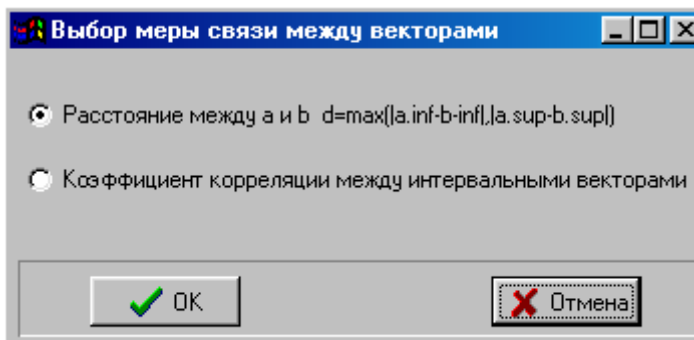 Выбор меры связи между векторами
Расстояние между a и b d=max(|a.inf-b-inf|,|a.sup-b.sup|)
Коэффициент корреляции между интервальными векторами
OK
Отмена